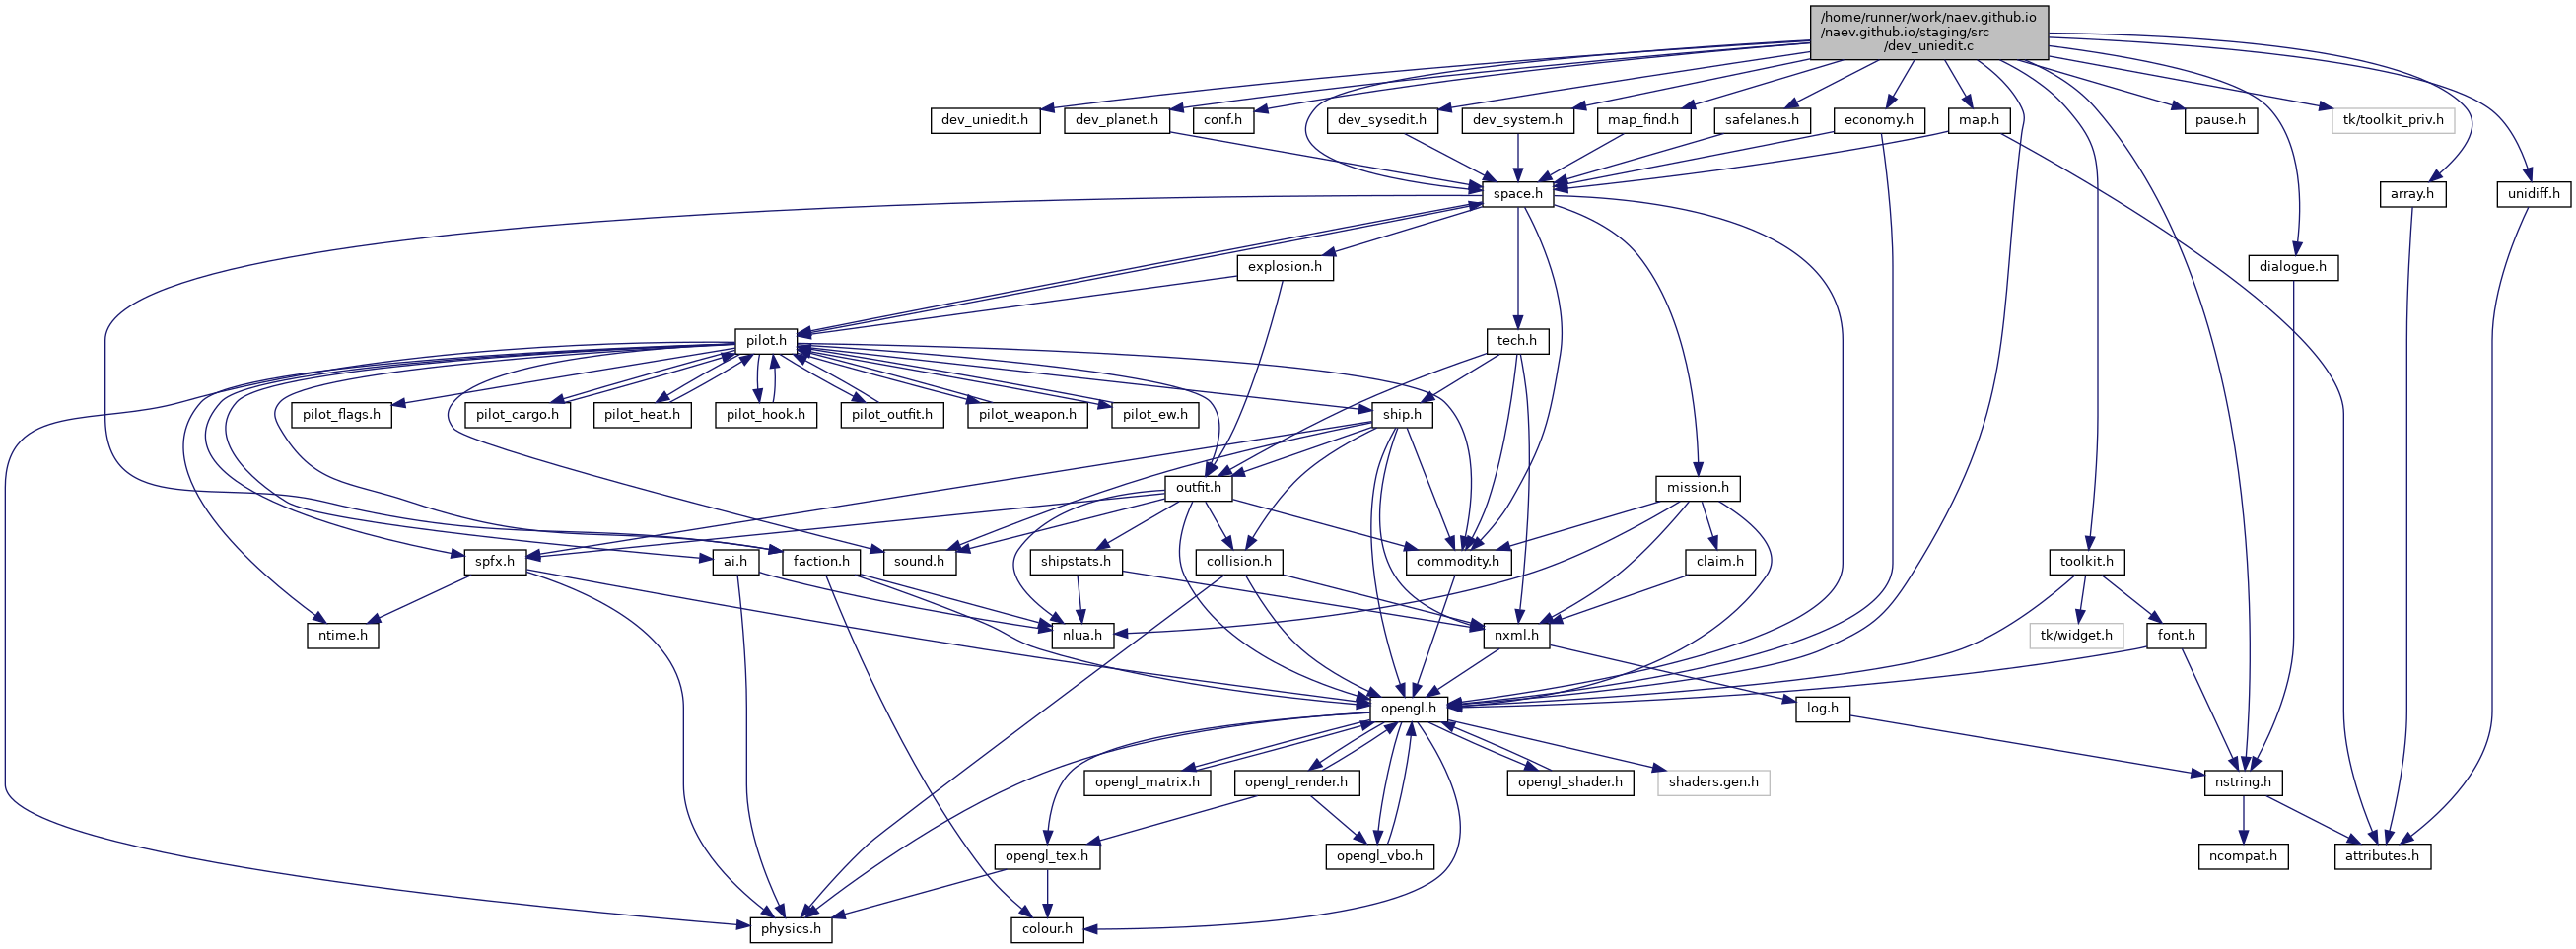 /home/runner/work/naev.github.io
/naev.github.io/staging/src
/dev_uniedit.c
dev_uniedit.h
dev_planet.h
conf.h
dev_sysedit.h
dev_system.h
map_find.h
safelanes.h
economy.h
map.h
pause.h
tk/toolkit_priv.h
space.h
array.h
unidiff.h
explosion.h
dialogue.h
pilot.h
tech.h
pilot_flags.h
pilot_cargo.h
pilot_heat.h
pilot_hook.h
pilot_outfit.h
pilot_weapon.h
pilot_ew.h
ship.h
outfit.h
mission.h
spfx.h
ai.h
faction.h
sound.h
shipstats.h
collision.h
commodity.h
claim.h
toolkit.h
ntime.h
nlua.h
nxml.h
tk/widget.h
font.h
opengl.h
log.h
opengl_matrix.h
opengl_render.h
opengl_shader.h
shaders.gen.h
nstring.h
opengl_tex.h
opengl_vbo.h
ncompat.h
attributes.h
physics.h
colour.h